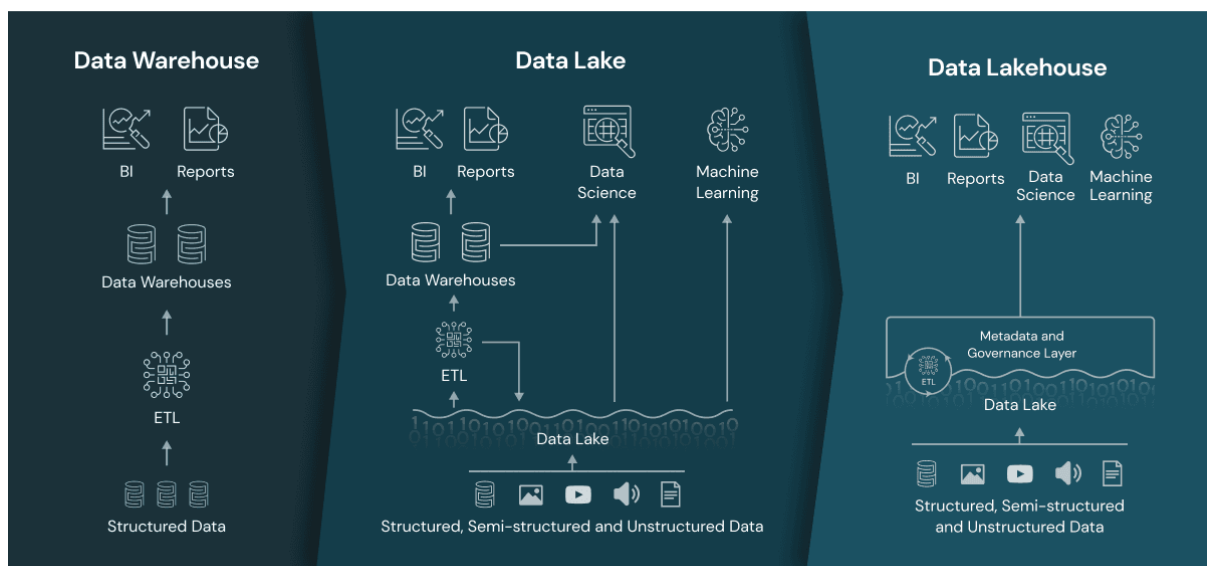 Data Warehouse
BI
Reports
Data Warehouses
ETL
Structured Data
Data Lake
BI
Reports
Data
Science
Machine
Learning
Data Warehouses
ETL
Data Lake
Structured, Semi-structured and Unstructured Data
Data Lakehouse
BI
Reports
Data
Science
Machine
Learning
Metadata and
Governance Layer
ETL
Data Lake
Structured, Semi-structured
and Unstructured Data